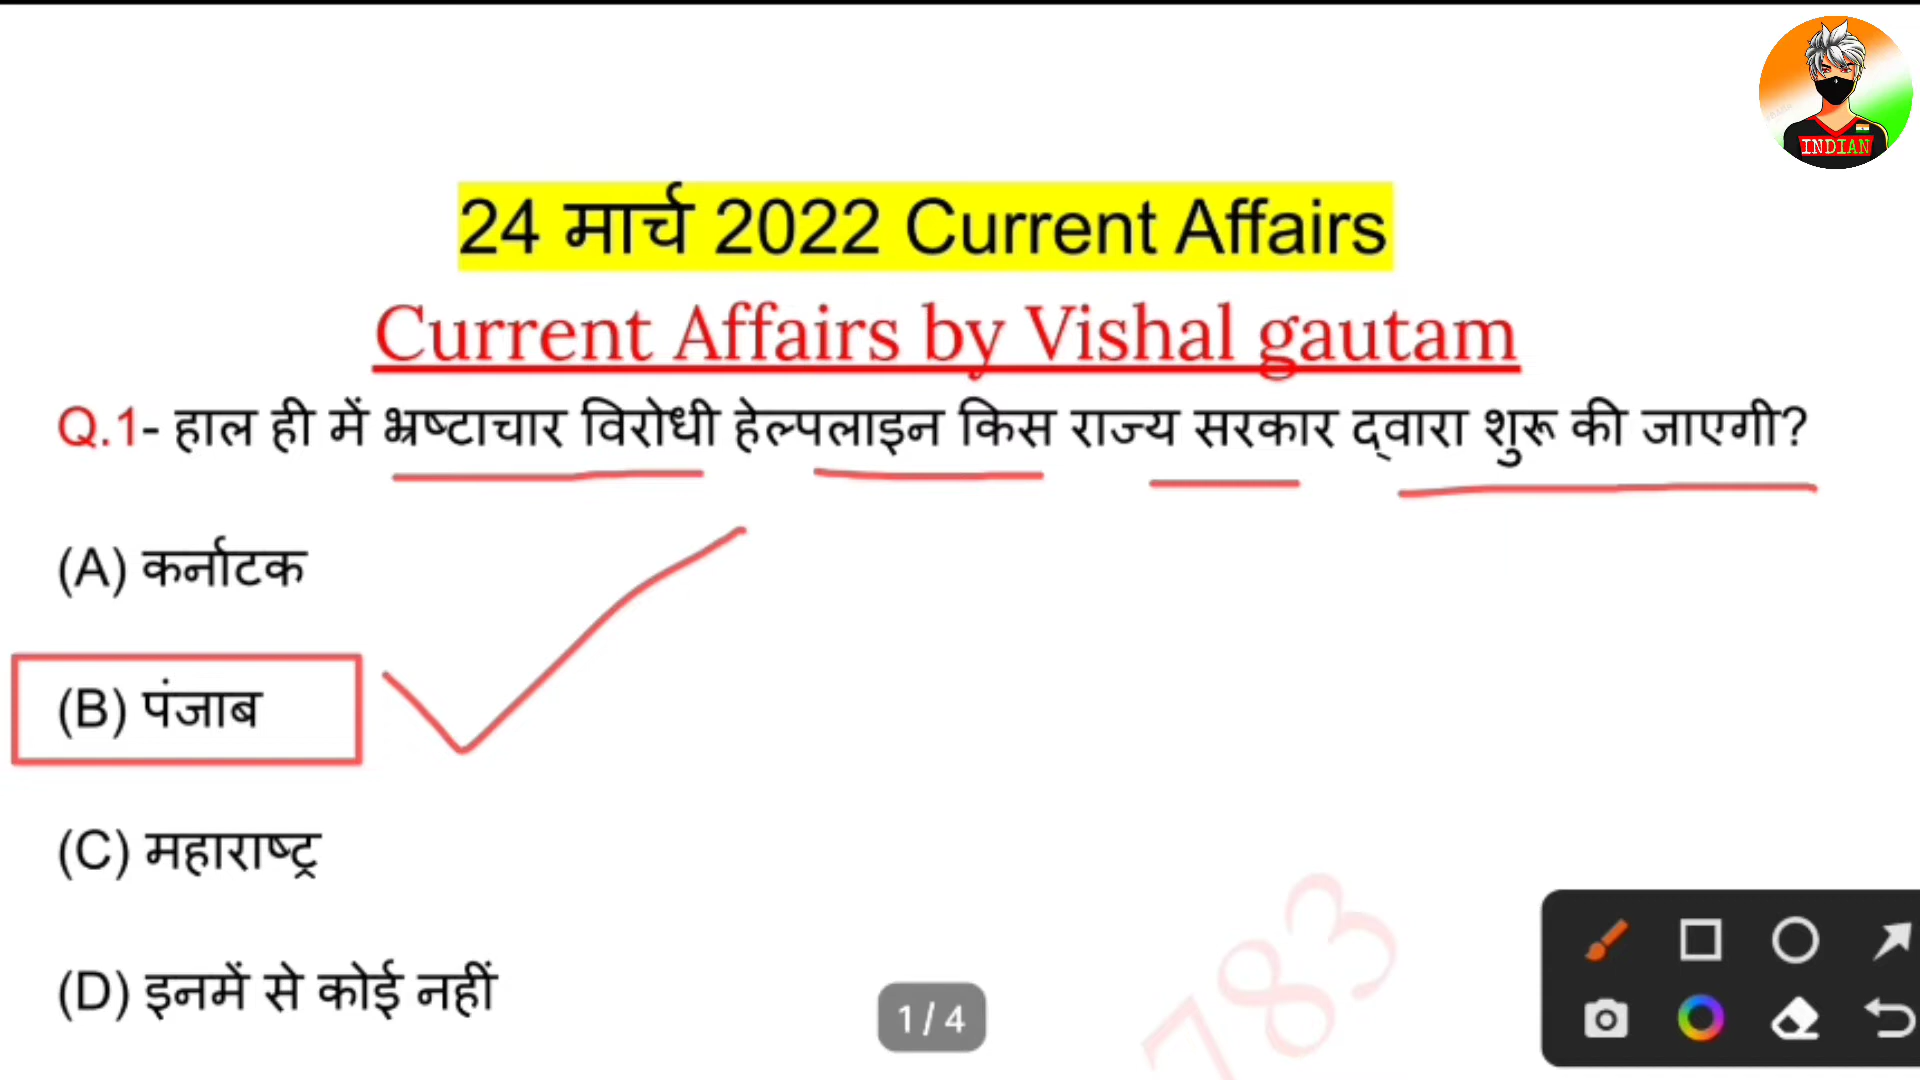 INDIAN
24 मार्च 2022 Current Affairs
Current Affairs by Vishal gautam
Q.1- हाल ही में भ्रष्टाचार विरोधी हेल्पलाइन किस राज्य सरकार द्वारा शुरू की जाएगी?
(A) कर्नाटक
(B) पंजाब
(C) महाराष्ट्र
(D) इनमें से कोई नहीं
783
1/4